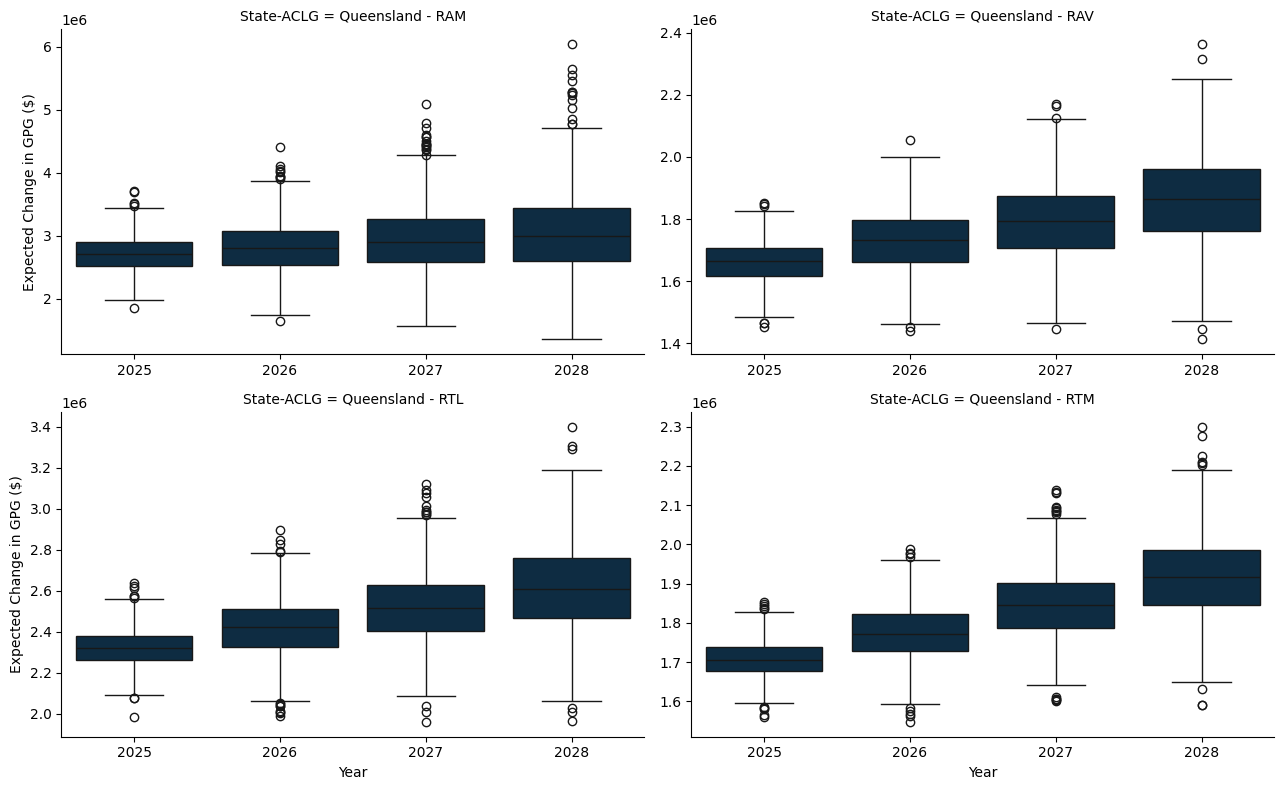 State-ACLG = Queensland - RAM
1e6
6
5
4
3
2
Expected Change in GPG ($)
2025 2026 2027 2028
State-ACLG = Queensland - RAV
1e6
2.4
2.2
2.0
1.8
1.6
1.4
2025 2026 2027 2028
State-ACLG = Queensland - RTL
1e6
3.4
3.2
3.0
2.8
2.6
2.4
2.2
2.0
Expected Change in GPG ($)
2025 2026 2027 2028
Year
State-ACLG = Queensland - RTM
1e6
2.3
2.2
2.1
2.0
1.9
1.8
1.7
1.6
2025 2026 2027 2028
Year